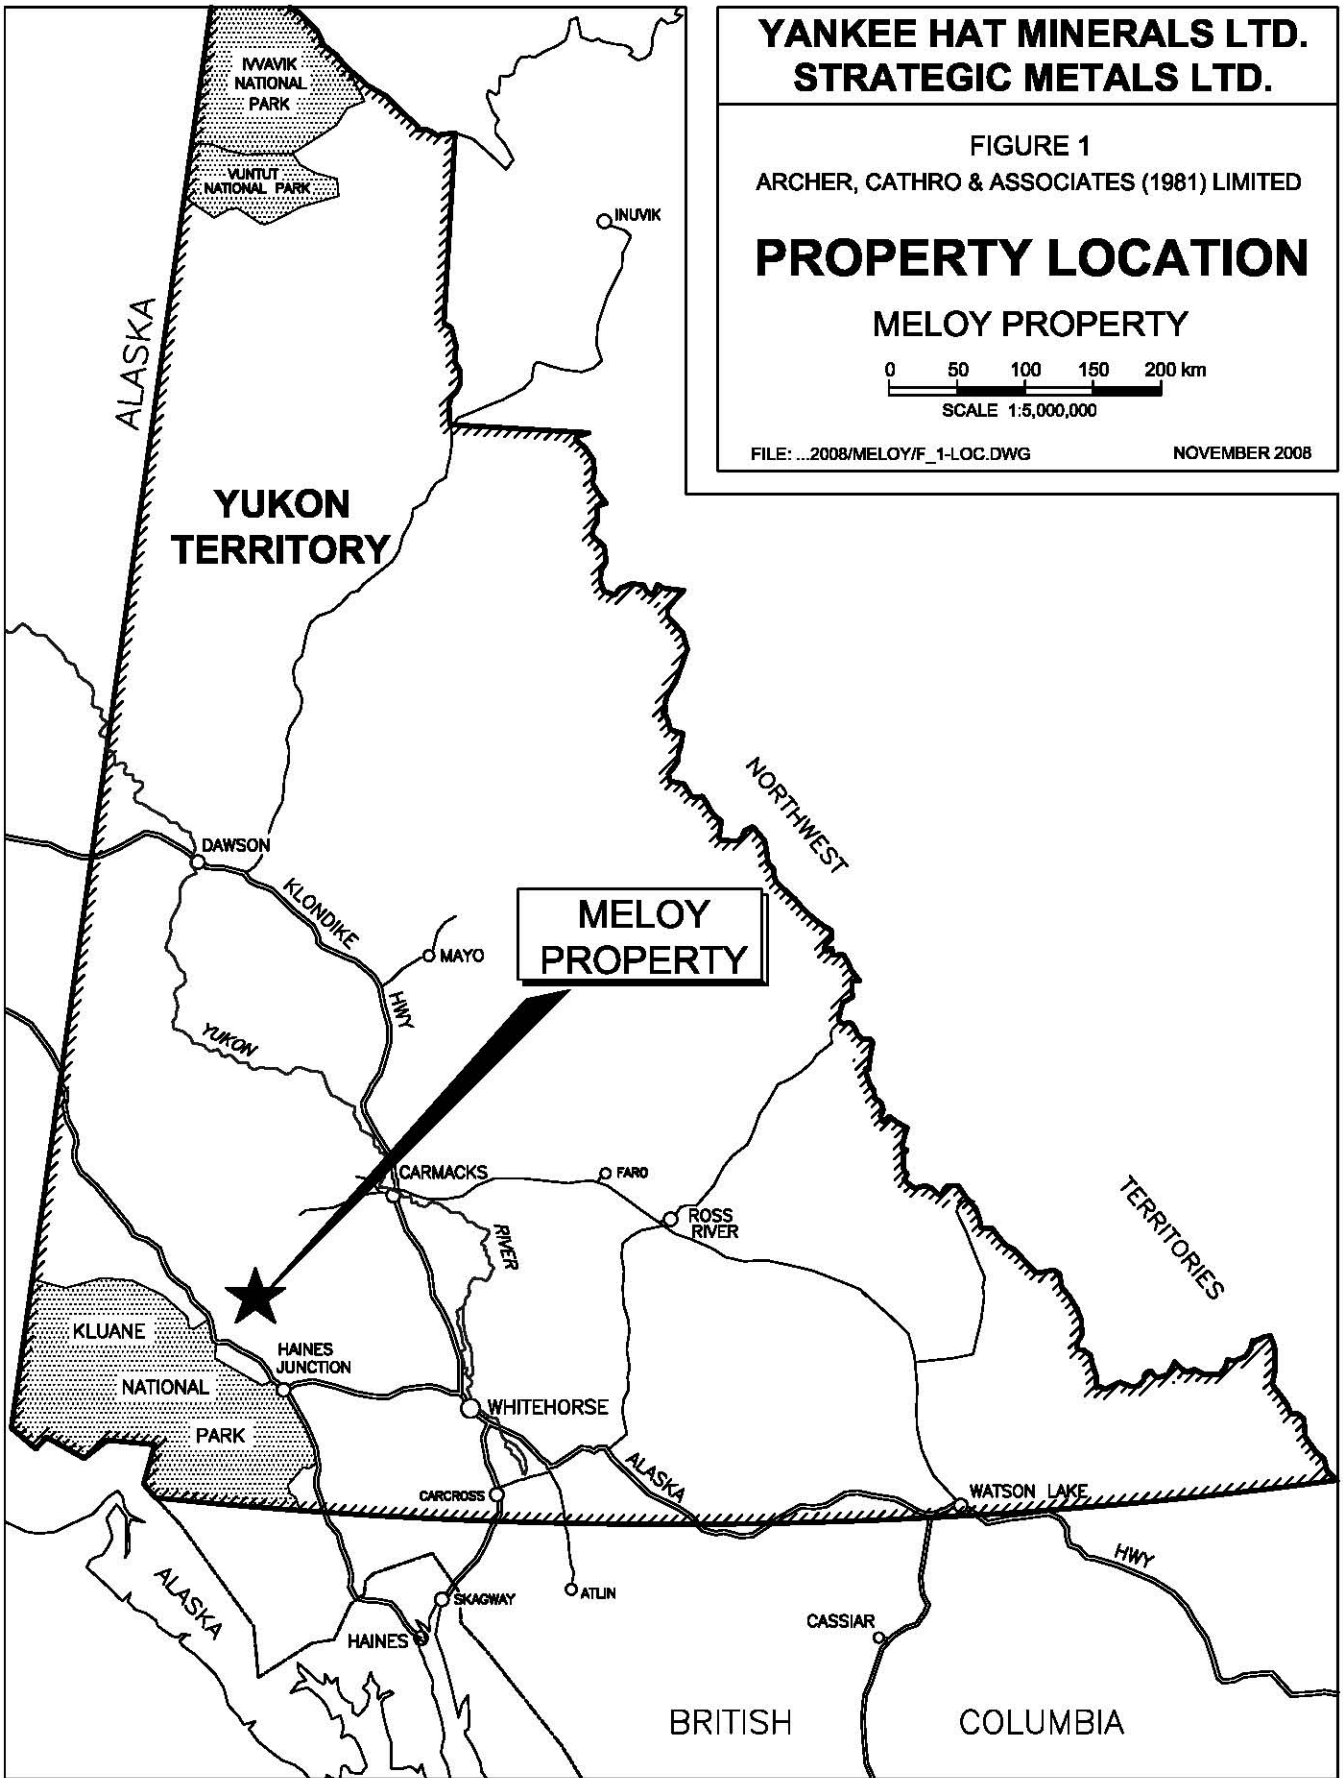 YANKEE HAT MINERALS LTD.
STRATEGIC METALS LTD.
FIGURE 1
ARCHER, CATHRO & ASSOCIATES (1981) LIMITED
PROPERTY LOCATION
MELOY PROPERTY
0 50 100 150 200 km
SCALE 1:5,000,000
FILE: ...2008/MELOY/F_1-LOC.DWG
NOVEMBER 2008
IVVAVIK
NATIONAL
PARK
VUNTUT
NATIONAL PARK
INUVIK
ALASKA
YUKON
TERRITORY
NORTHWEST
DAWSON
KLONDIKE
HWY
MELOY
PROPERTY
MAYO
YUKON
CARMACKS
FARO
ROSS
RIVER
RIVER
TERRITORIES
KLUANE
NATIONAL
PARK
HAINES
JUNCTION
WHITEHORSE
ALASKA
CARCROSS
WATSON LAKE
HWY
ALASKA
SKAGWAY
ATLIN
HAINES
CASSIAR
BRITISH
COLUMBIA